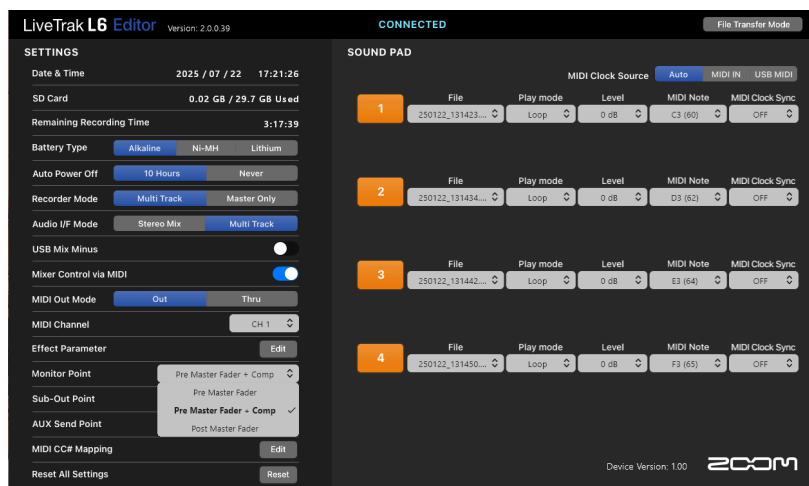 LiveTrak L6 Editor Version: 2.0.0.39
CONNECTED
File Transfer Mode
SETTINGS
Date & Time 2025 / 07 / 22 17:21:26
SD Card 0.02 GB / 29.7 GB Used
Remaining Recording Time 3:17:39
Battery Type Alkaline Ni-MH Lithium
Auto Power Off 10 Hours Never
Recorder Mode Multi Track Master Only
Audio I/F Mode Stereo Mix Multi Track
USB Mix Minus
Mixer Control via MIDI
MIDI Out Mode Out Thru
MIDI Channel CH 1
Effect Parameter Edit
Monitor Point Pre Master Fader + Comp
Pre Master Fader
Sub-Out Point
Pre Master Fader + Comp ✓
AUX Send Point
Post Master Fader
MIDI CC# Mapping Edit
Reset All Settings Reset
SOUND PAD
MIDI Clock Source Auto MIDI IN USB MIDI
File Play mode Level MIDI Note MIDI Clock Sync
1 250122_131423.... Loop 0 dB C3 (60) OFF
File Play mode Level MIDI Note MIDI Clock Sync
2 250122_131434.... Loop 0 dB D3 (62) OFF
File Play mode Level MIDI Note MIDI Clock Sync
3 250122_131442.... Loop 0 dB E3 (64) OFF
File Play mode Level MIDI Note MIDI Clock Sync
4 250122_131450.... Loop 0 dB F3 (65) OFF
Device Version: 1.00 ZOOM